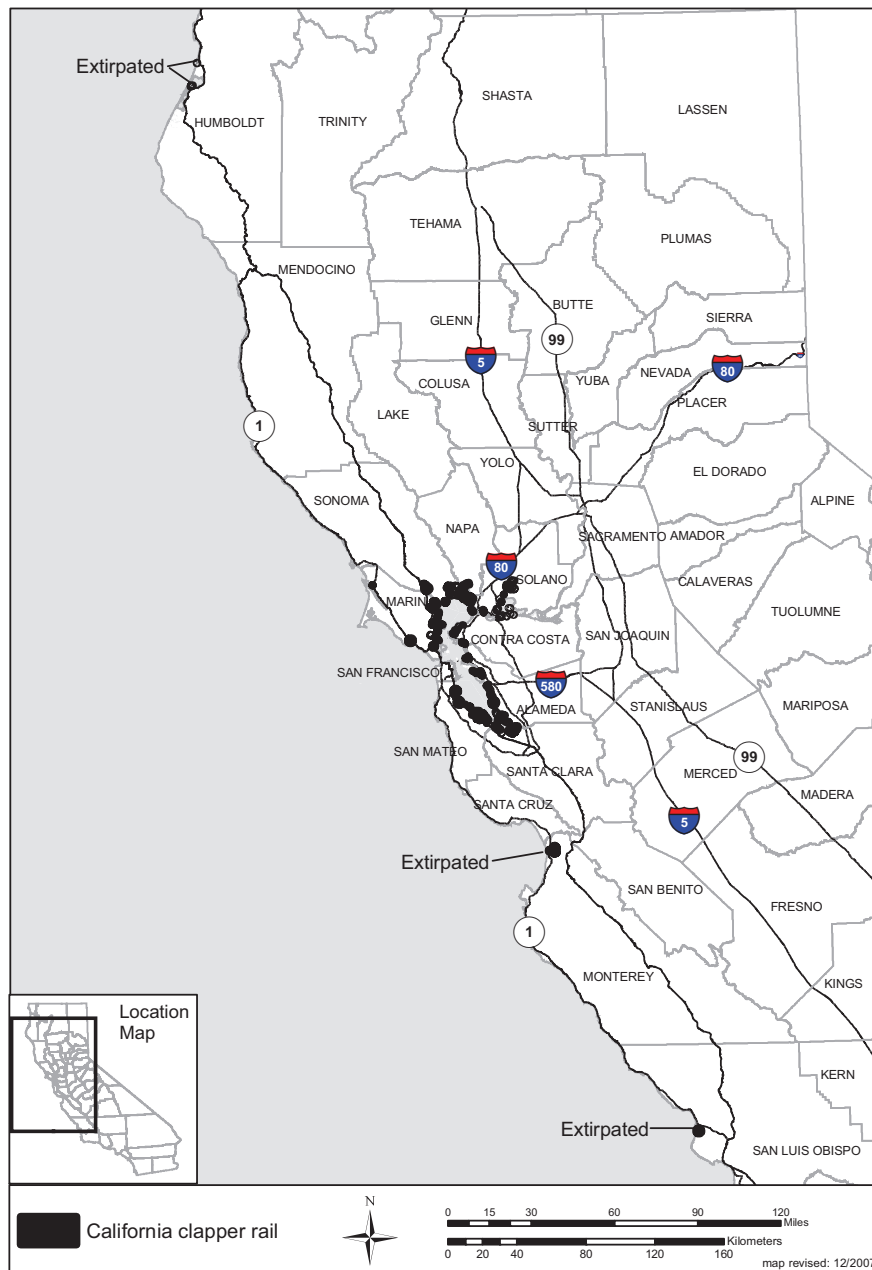 Extirpated
SHASTA
LASSEN
HUMBOLDT
TRINITY
TEHAMA
PLUMAS
MENDOCINO
BUTTE
GLENN
SIERRA
99
5
NEVADA
80
YUBA
COLUSA
PLACER
LAKE
SUTTER
1
YOLO
EL DORADO
SONOMA
ALPINE
NAPA
SACRAMENTO
AMADOR
80
SOLANO
CALAVERAS
MARIN
TUOLUMNE
CONTRA COSTA
SAN JOAQUIN
SAN FRANCISCO
580
ALAMEDA
STANISLAUS
MARIPOSA
SAN MATEO
99
SANTA CLARA
MERCED
MADERA
SANTA CRUZ
5
Extirpated
SAN BENITO
FRESNO
1
MONTEREY
KINGS
Location
Map
KERN
Extirpated
SAN LUIS OBISPO
California clapper rail
N
0 15 30 60 90 120
Miles
Kilometers
0 20 40 80 120 160
map revised: 12/2007